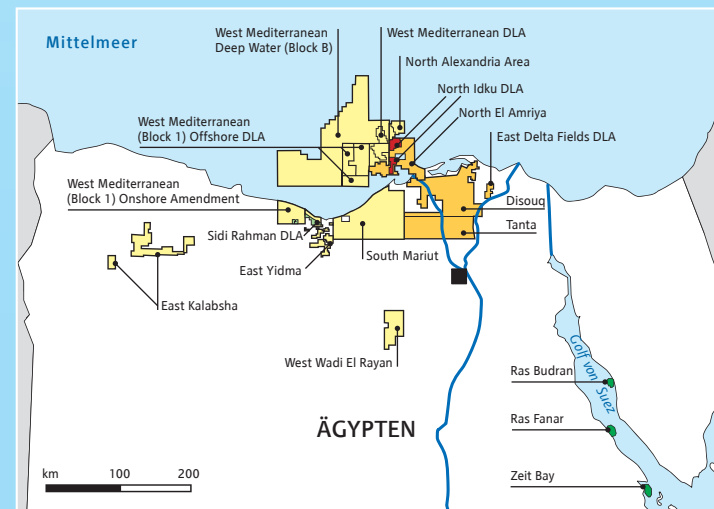 Mittelmeer
West Mediterranean
Deep Water (Block B)
West Mediterranean DLA
North Alexandria Area
North Idku DLA
North El Amriya
East Delta Fields DLA
West Mediterranean
(Block 1) Offshore DLA
West Mediterranean
(Block 1) Onshore Amendment
Disouq
Tanta
Sidi Rahman DLA
East Yidma
South Mariut
East Kalabsha
West Wadi El Rayan
Golf von
Suez
Ras Budran
Ras Fanar
Zeit Bay
ÄGYPTEN
km 100 200